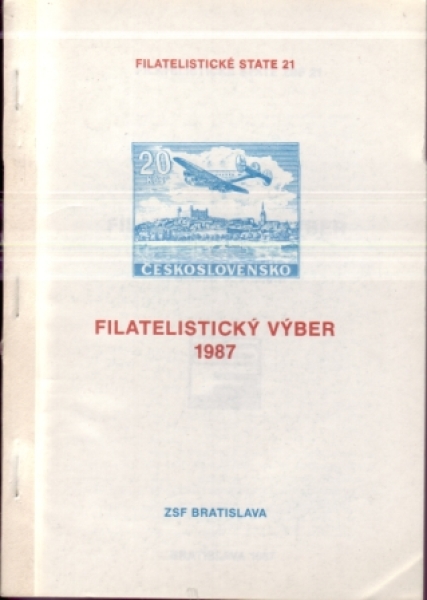 FILATELISTICKÉ STATE 21
20
ČESKOSLOVENSKO
FILATELISTICKÝ VÝBER
1987
ZSF BRATISLAVA